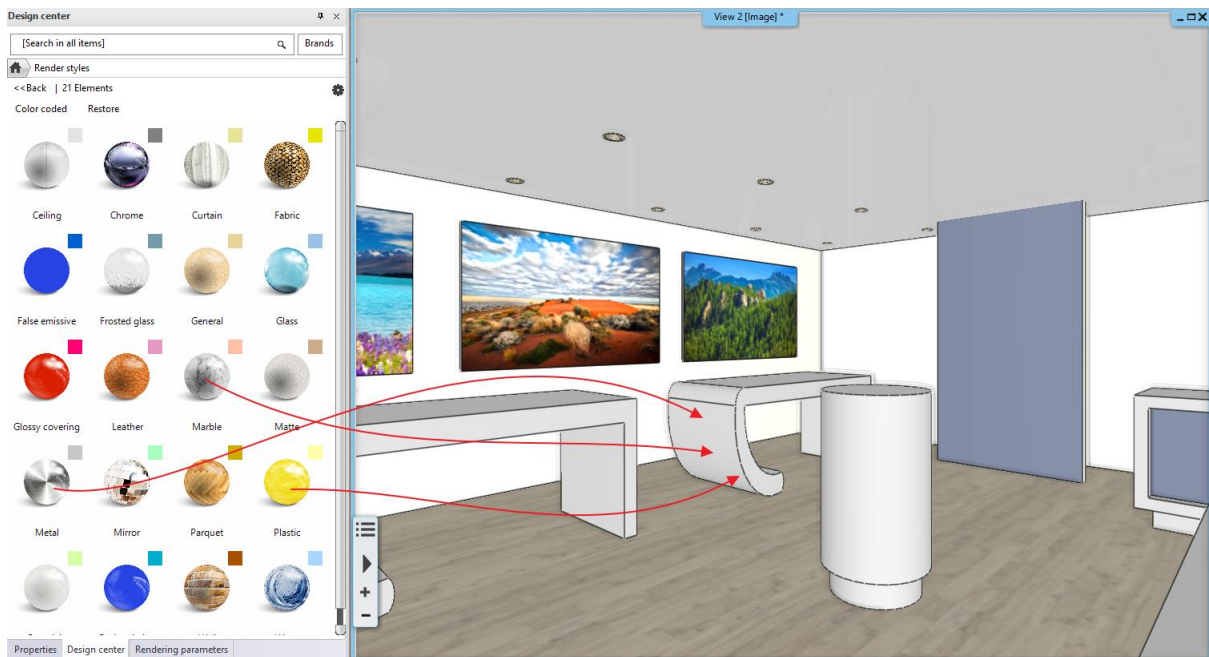 Design center
View 2 [Image] *
[Search in all items]
Brands
Render styles
<<Back | 21 Elements
Color coded Restore
Ceiling Chrome Curtain Fabric
False emissive Frosted glass General Glass
Glossy covering Leather Marble Matte
Metal Mirror Parquet Plastic
Properties Design center Rendering parameters